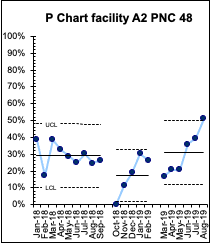 P Chart facility A2 PNC 48
100%
90%
80%
70%
60%
50%
40%
30%
20%
10%
0%
UCL
LCL
Jan-18
Feb-18
Mar-18
Apr-18
May-18
Jun-18
Jul-18
Aug-18
Sep-18
Oct-18
Nov-18
Dec-18
Jan-19
Feb-19
Mar-19
Apr-19
May-19
Jun-19
Jul-19
Aug-19